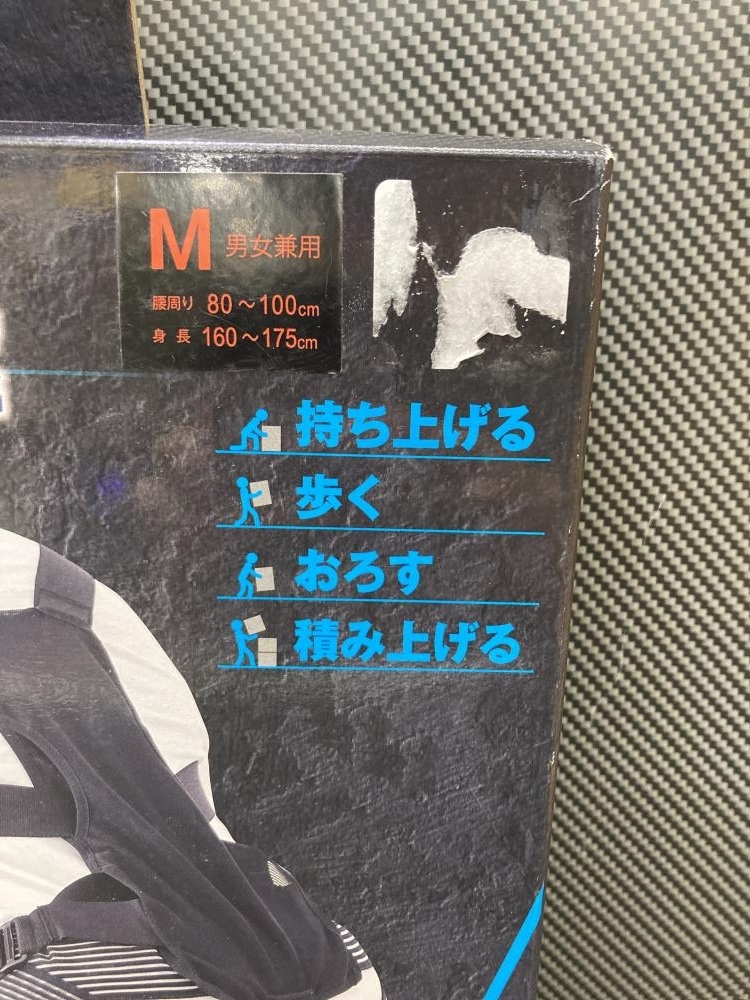 M 男女兼用
腰周り 80～100cm
身長 160～175cm
持ち上げる
歩く
おろす
積み上げる